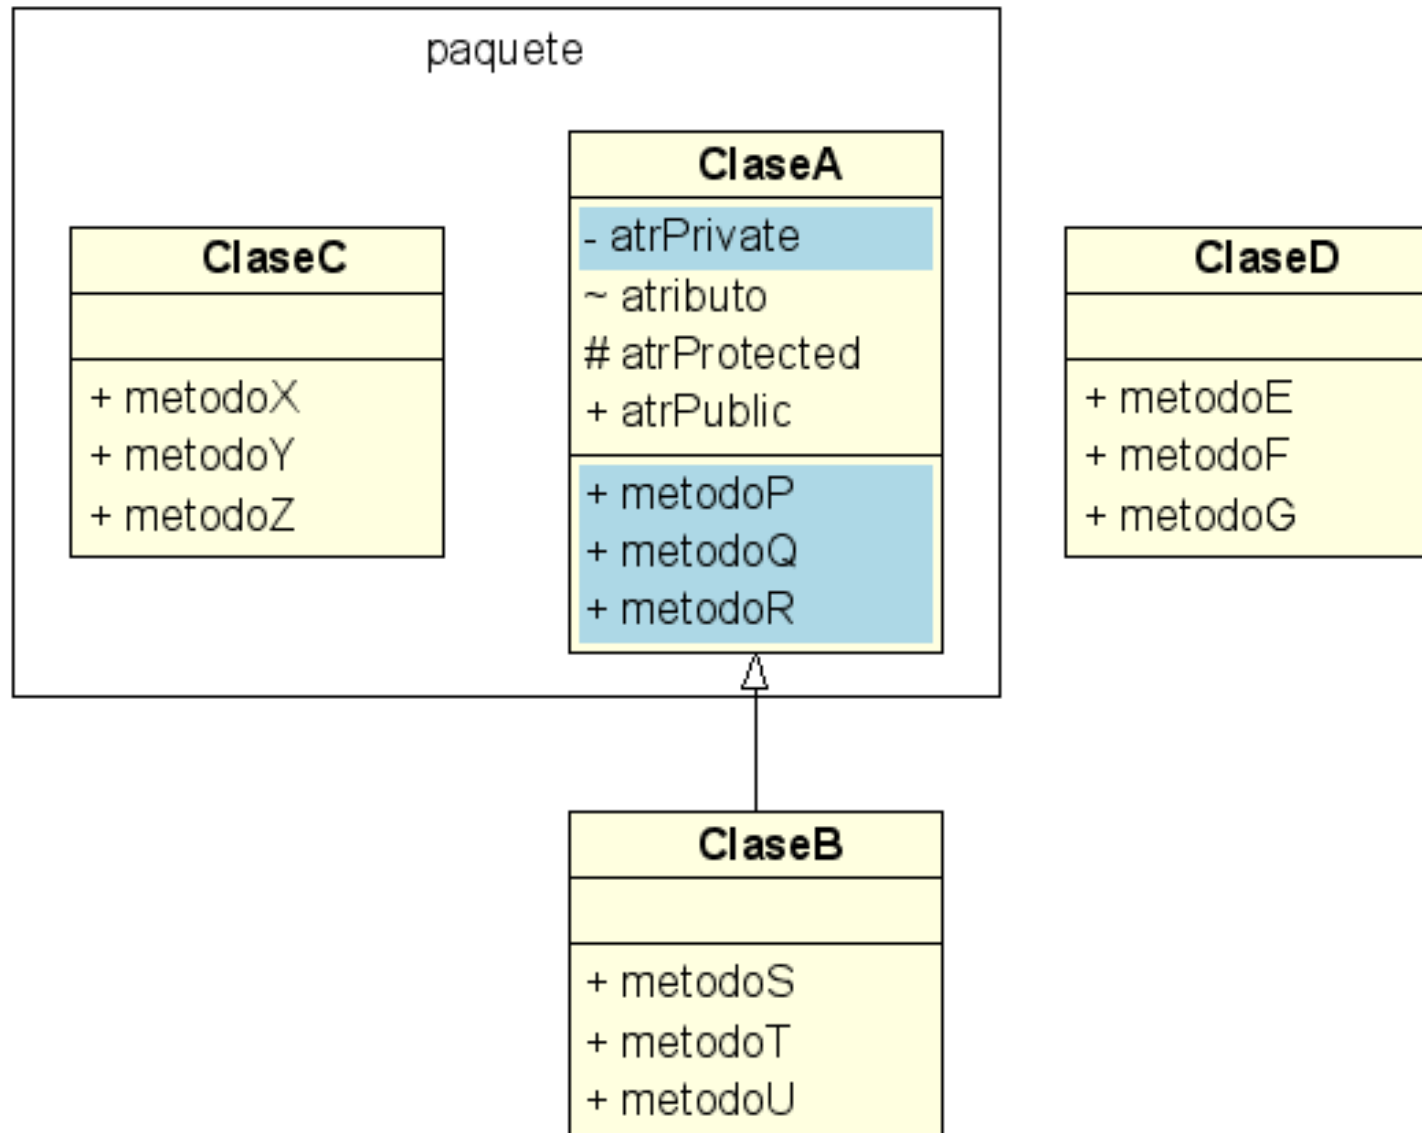 paquete
ClaseA
- atrPrivate
~ atributo
# atrProtected
+ atrPublic
+ metodoP
+ metodoQ
+ metodoR
ClaseC
+ metodoX
+ metodoY
+ metodoZ
ClaseD
+ metodoE
+ metodoF
+ metodoG
ClaseB
+ metodoS
+ metodoT
+ metodoU